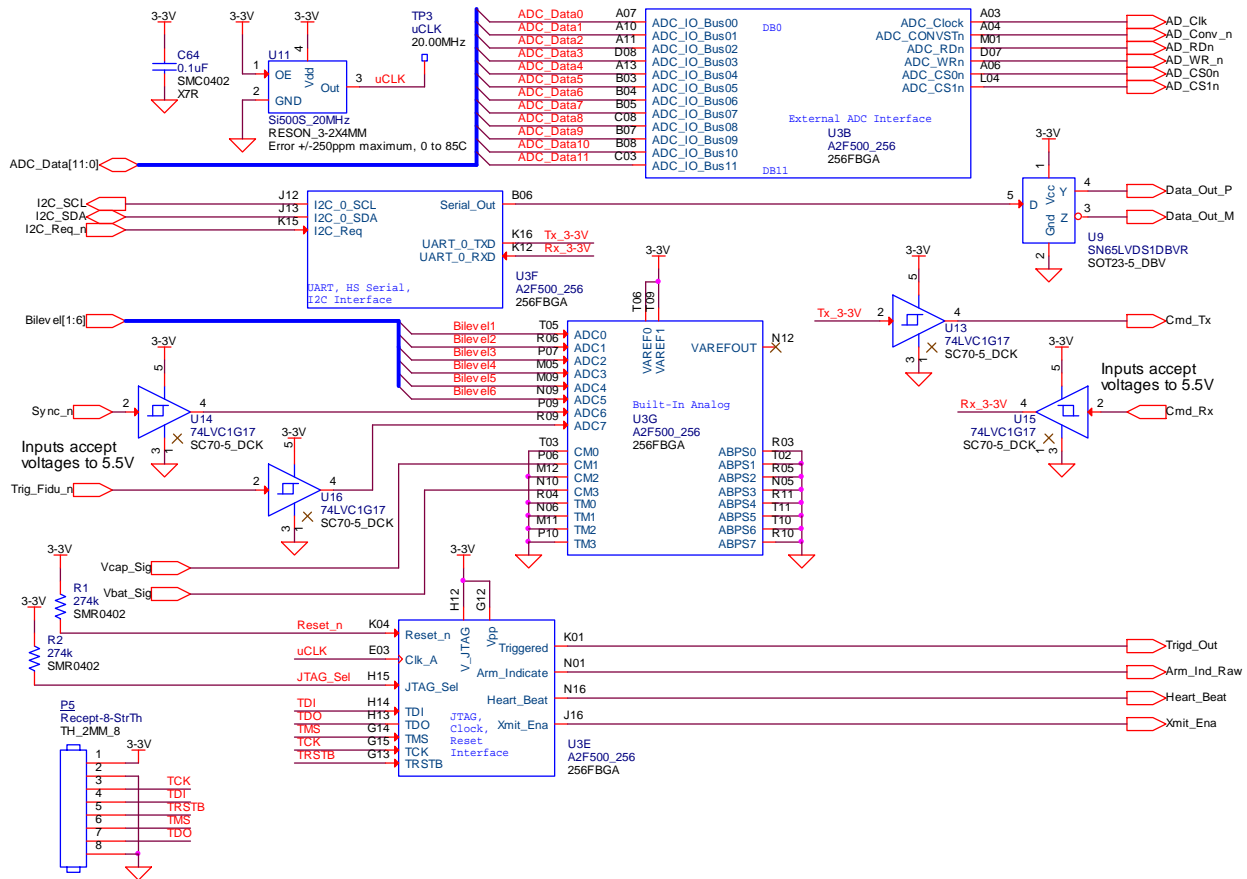 3-3V
C64
0.1uF
SMC0402
X7R
3-3V
U11
1
OE
Vdd
4
3-3V
2
GND
Out
3
uCLK
Si500S_20MHz
RESON_3-2X4MM
Error +/-250ppm maximum, 0 to 85C
TP3
uCLK
20.00MHz
ADC_Data[11:0]
ADC_Data0 A07 ADC_IO_Bus00
ADC_Data1 A10 ADC_IO_Bus01
ADC_Data2 A11 ADC_IO_Bus02
ADC_Data3 D08 ADC_IO_Bus03
ADC_Data4 A13 ADC_IO_Bus04
ADC_Data5 B03 ADC_IO_Bus05
ADC_Data6 B04 ADC_IO_Bus06
ADC_Data7 B05 ADC_IO_Bus07
ADC_Data8 C08 ADC_IO_Bus08
ADC_Data9 B07 ADC_IO_Bus09
ADC_Data10 B08 ADC_IO_Bus10
ADC_Data11 C03 ADC_IO_Bus11
DB0
DB11
External ADC Interface
U3B
A2F500_256
256FBGA
ADC_Clock A03 AD_Clk
ADC_CONVSTn A04 AD_Conv_n
ADC_RDn M01 AD_RDn
ADC_WRn D07 AD_WR_n
ADC_CS0n A06 AD_CS0n
ADC_CS1n L04 AD_CS1n
I2C_SCL J12 I2C_0_SCL
I2C_SDA J13 I2C_0_SDA
I2C_Req_n K15 I2C_Req
Serial_Out B06
UART_0_TXD K16 Tx_3-3V
UART_0_RXD K12 Rx_3-3V
UART, HS Serial,
I2C Interface
U3F
A2F500_256
256FBGA
3-3V
1
5
D
Vcc
Gnd
Y
Z
4
3
2
Data_Out_P
Data_Out_M
U9
SN65LVDS1DBVR
SOT23-5_DBV
Bilevel[1:6]
Bilevel1 T05 ADC0
Bilevel2 R06 ADC1
Bilevel3 P07 ADC2
Bilevel4 M05 ADC3
Bilevel5 M09 ADC4
Bilevel6 N09 ADC5
P09 ADC6
R09 ADC7
3-3V
T06
T09
VAREF0
VAREF1
VAREFOUT N12
Built-In Analog
U3G
A2F500_256
256FBGA
T03 CM0
P06 CM1
M12 CM2
N10 CM3
R04 TM0
N06 TM1
M11 TM2
P10 TM3
ABPS0 R03
ABPS1 T02
ABPS2 R05
ABPS3 N05
ABPS4 R11
ABPS5 T11
ABPS6 T10
ABPS7 R10
3-3V
Sync_n 2
5
4
3
1
U14
74LVC1G17
SC70-5_DCK
Inputs accept
voltages to 5.5V
3-3V
Trig_Fidu_n 2
5
4
3
1
U16
74LVC1G17
SC70-5_DCK
3-3V
Tx_3-3V 2
5
4
Cmd_Tx
3
1
U13
74LVC1G17
SC70-5_DCK
3-3V
Inputs accept
voltages to 5.5V
Rx_3-3V 4
5
2
Cmd_Rx
3
1
U15
74LVC1G17
SC70-5_DCK
Vcap_Sig
Vbat_Sig
3-3V
R1
274k
SMR0402
3-3V
R2
274k
SMR0402
3-3V
H12
G12
V_JTAG
Vpp
Reset_n K04 Reset_n
uCLK E03 Clk_A
JTAG_Sel H15 JTAG_Sel
TDI H14 TDI
TDO H13 TDO
TMS G14 TMS
TCK G15 TCK
TRSTB G13 TRSTB
JTAG,
Clock,
Reset
Interface
Triggered K01 Trigd_Out
Arm_Indicate N01 Arm_Ind_Raw
Heart_Beat N16 Heart_Beat
Xmit_Ena J16 Xmit_Ena
U3E
A2F500_256
256FBGA
P5
Recept-8-StrTh
TH_2MM_8
3-3V
1
2
3 TCK
4 TDI
5 TRSTB
6 TMS
7 TDO
8